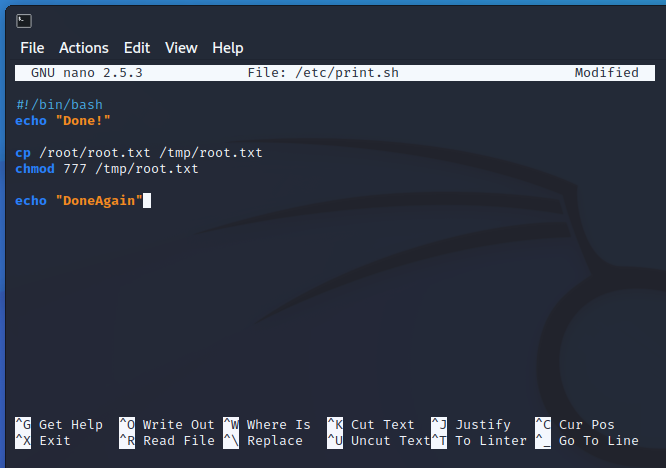 File Actions Edit View Help
GNU nano 2.5.3 File: /etc/print.sh Modified
#!/bin/bash
echo "Done!"
cp /root/root.txt /tmp/root.txt
chmod 777 /tmp/root.txt
echo "DoneAgain"
^G Get Help ^O Write Out ^W Where Is ^K Cut Text ^J Justify ^C Cur Pos
^X Exit ^R Read File ^\ Replace ^U Uncut Text ^T To Linter ^_ Go To Line